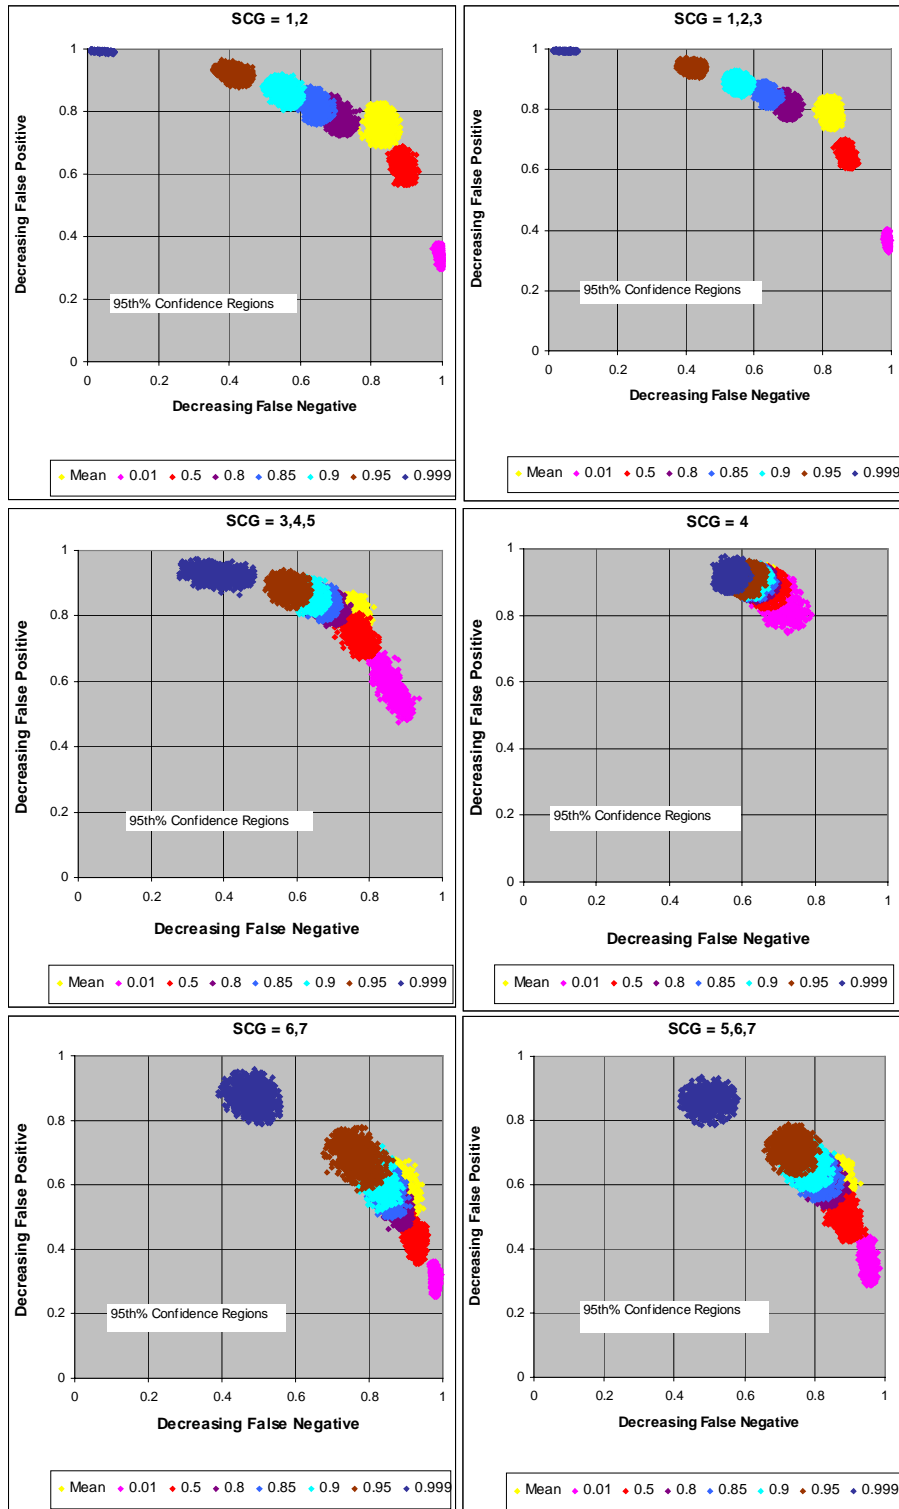 SCG = 1,2
Decreasing False Positive
1
0.8
0.6
0.4
0.2
0
95th% Confidence Regions
0 0.2 0.4 0.6 0.8 1
Decreasing False Negative
Mean 0.01 0.5 0.8 0.85 0.9 0.95 0.999
SCG = 1,2,3
Decreasing False Positive
1
0.8
0.6
0.4
0.2
0
95th% Confidence Regions
0 0.2 0.4 0.6 0.8 1
Decreasing False Negative
Mean 0.01 0.5 0.8 0.85 0.9 0.95 0.999
SCG = 3,4,5
Decreasing False Positive
1
0.8
0.6
0.4
0.2
0
95th% Confidence Regions
0 0.2 0.4 0.6 0.8 1
Decreasing False Negative
Mean 0.01 0.5 0.8 0.85 0.9 0.95 0.999
SCG = 4
Decreasing False Positive
1
0.8
0.6
0.4
0.2
0
95th% Confidence Regions
0 0.2 0.4 0.6 0.8 1
Decreasing False Negative
Mean 0.01 0.5 0.8 0.85 0.9 0.95 0.999
SCG = 6,7
Decreasing False Positive
1
0.8
0.6
0.4
0.2
0
95th% Confidence Regions
0 0.2 0.4 0.6 0.8 1
Decreasing False Negative
Mean 0.01 0.5 0.8 0.85 0.9 0.95 0.999
SCG = 5,6,7
Decreasing False Positive
1
0.8
0.6
0.4
0.2
0
95th% Confidence Regions
0 0.2 0.4 0.6 0.8 1
Decreasing False Negative
Mean 0.01 0.5 0.8 0.85 0.9 0.95 0.999